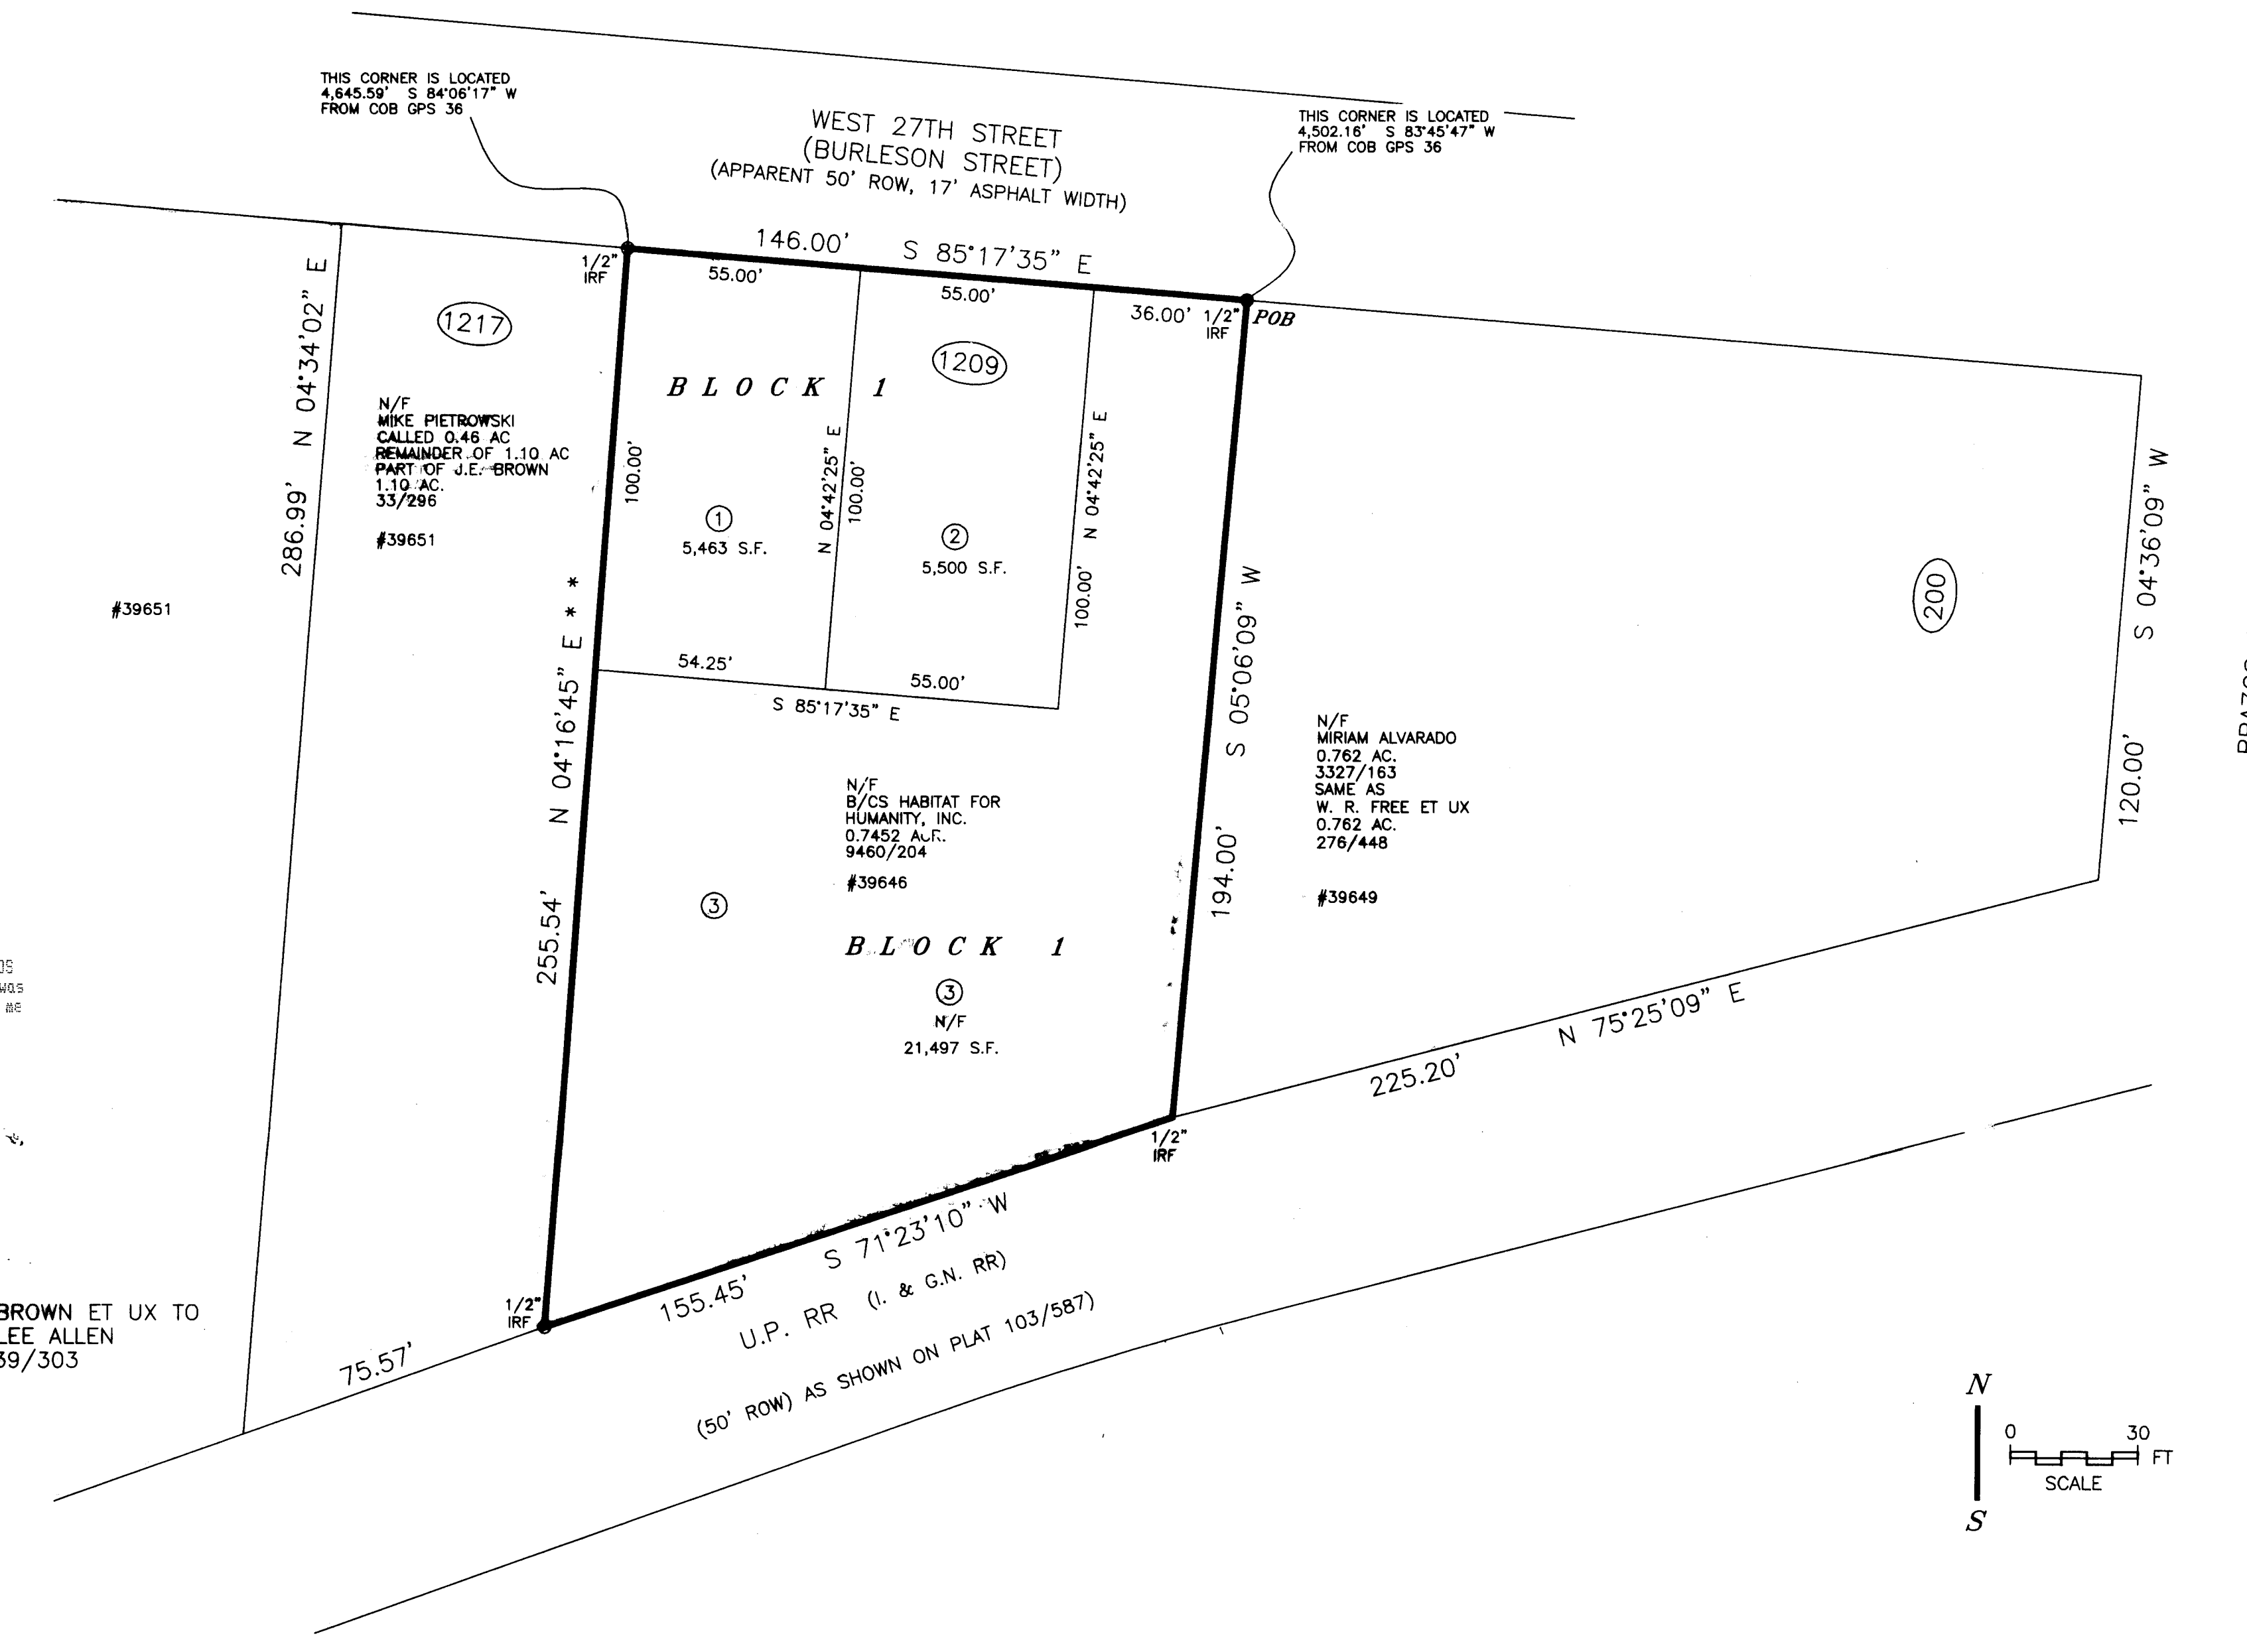 THIS CORNER IS LOCATED
4,645.59' S 84°06'17" W
FROM COB GPS 36
WEST 27TH STREET
(BURLESON STREET)
(APPARENT 50' ROW, 17' ASPHALT WIDTH)
THIS CORNER IS LOCATED
4,502.16' S 83°45'47" W
FROM COB GPS 36
146.00' S 85°17'35" E
1/2"
IRF
55.00'
55.00'
36.00'
1/2"
IRF
POB
286.99' N 04°34'02" E
1217
N/F
MIKE PIETROWSKI
CALLED 0.46 AC
REMAINDER OF 1.10 AC
PART OF J.E. BROWN
1.10 AC.
33/296
#39651
#39651
BLOCK 1
1209
100.00'
N 04°42'25" E
100.00'
N 04°42'25" E
100.00'
1
5,463 S.F.
2
5,500 S.F.
54.25'
55.00'
S 85°17'35" E
255.54' N 04°16'45" E * *
194.00' S 05°06'09" W
200
120.00' S 04°36'09" W
N/F
MIRIAM ALVARADO
0.762 AC.
3327/163
SAME AS
W. R. FREE ET UX
0.762 AC.
276/448
#39649
N/F
B/CS HABITAT FOR
HUMANITY, INC.
0.7452 ACR.
9460/204
#39646
3
BLOCK 1
3
N/F
21,497 S.F.
was
me
225.20' N 75°25'09" E
1/2"
IRF
1/2"
IRF
155.45' S 71°23'10" W
U.P. RR (I. & G.N. RR)
(50' ROW) AS SHOWN ON PLAT 103/587)
75.57'
BROWN ET UX TO
LEE ALLEN
39/303
N
S
0 30 FT
SCALE